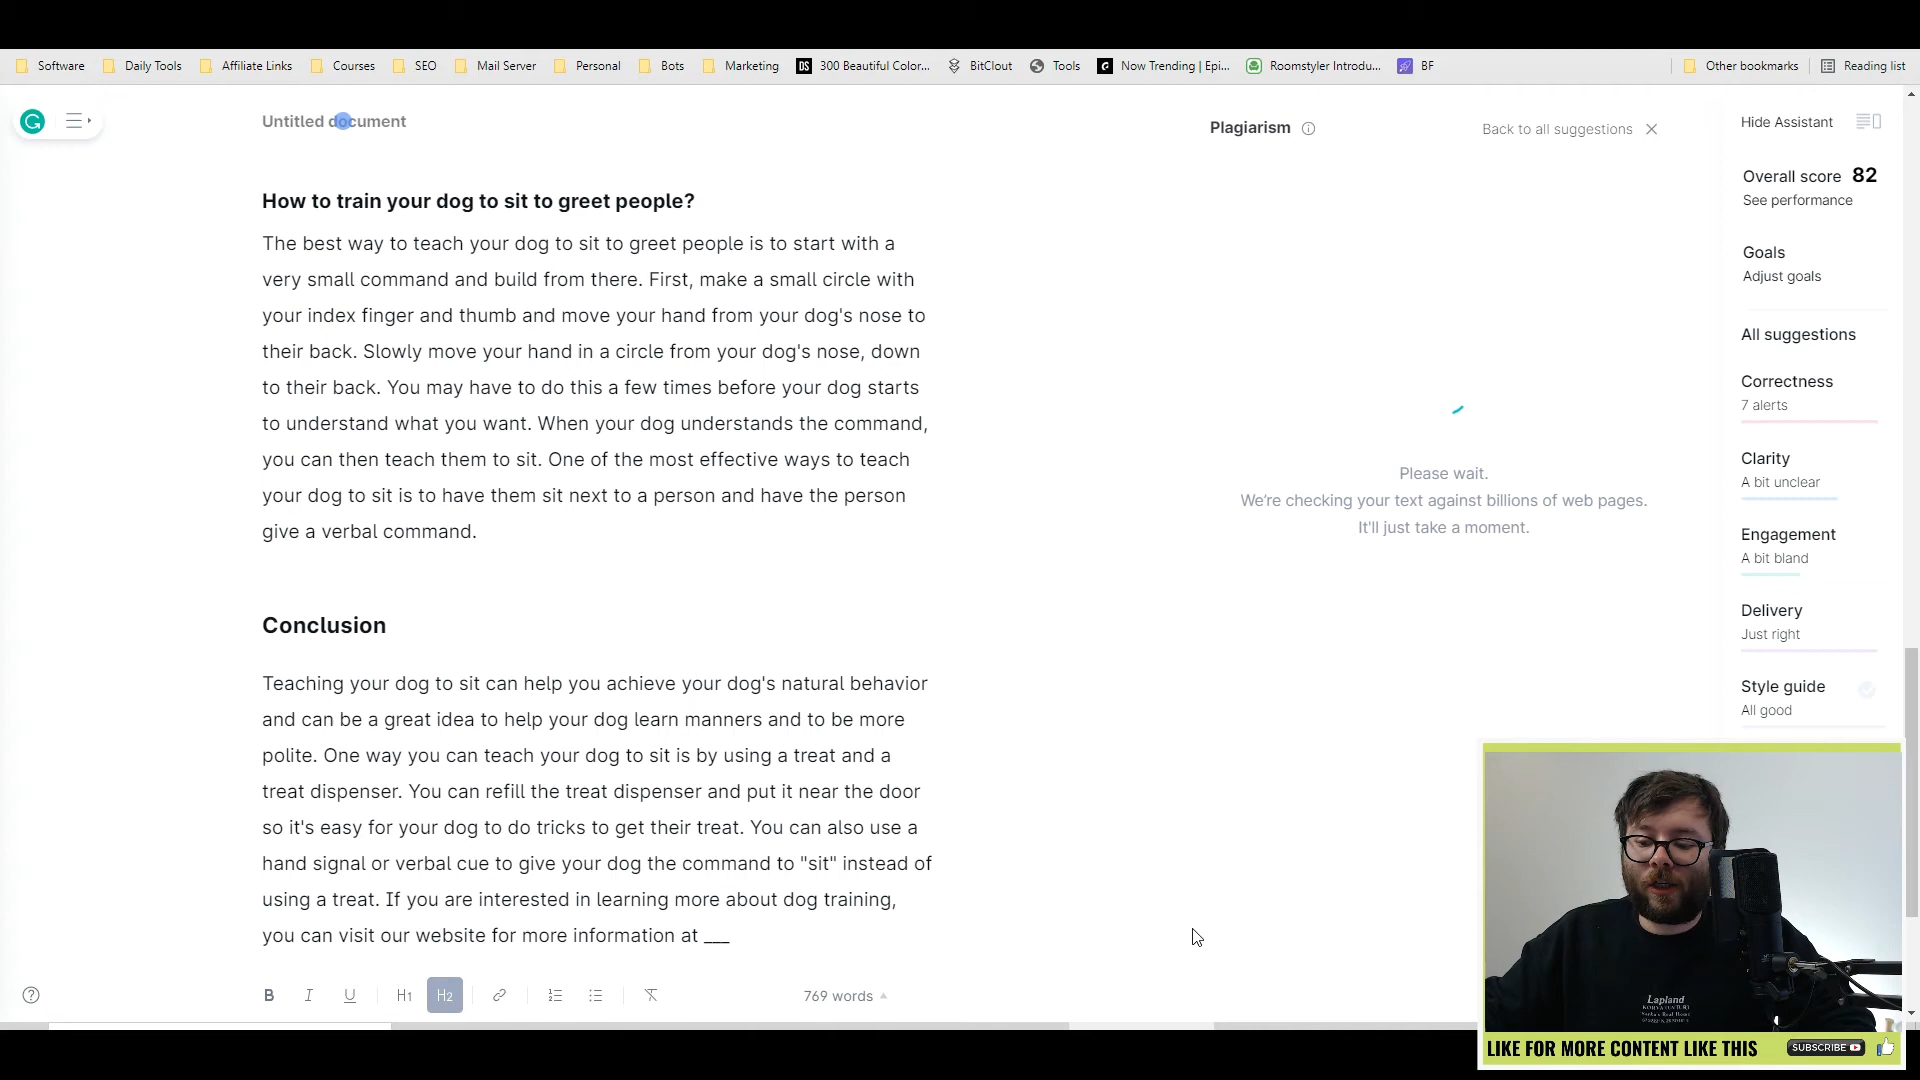 Software Daily Tools Affiliate Links Courses SEO Mail Server Personal Bots Marketing DS 300 Beautiful Color... BitClout Tools Now Trending | Epi... Roomstyler Introdu... BF Other bookmarks Reading list
Untitled document
How to train your dog to sit to greet people?
The best way to teach your dog to sit to greet people is to start with a
very small command and build from there. First, make a small circle with
your index finger and thumb and move your hand from your dog's nose to
their back. Slowly move your hand in a circle from your dog's nose, down
to their back. You may have to do this a few times before your dog starts
to understand what you want. When your dog understands the command,
you can then teach them to sit. One of the most effective ways to teach
your dog to sit is to have them sit next to a person and have the person
give a verbal command.
Conclusion
Teaching your dog to sit can help you achieve your dog's natural behavior
and can be a great idea to help your dog learn manners and to be more
polite. One way you can teach your dog to sit is by using a treat and a
treat dispenser. You can refill the treat dispenser and put it near the door
so it's easy for your dog to do tricks to get their treat. You can also use a
hand signal or verbal cue to give your dog the command to "sit" instead of
using a treat. If you are interested in learning more about dog training,
you can visit our website for more information at ___
B I U H1 H2 769 words
Plagiarism Back to all suggestions
Please wait.
We're checking your text against billions of web pages.
It'll just take a moment.
Hide Assistant
Overall score 82
See performance
Goals
Adjust goals
All suggestions
Correctness
7 alerts
Clarity
A bit unclear
Engagement
A bit bland
Delivery
Just right
Style guide
All good
Lapland
LIKE FOR MORE CONTENT LIKE THIS SUBSCRIBE